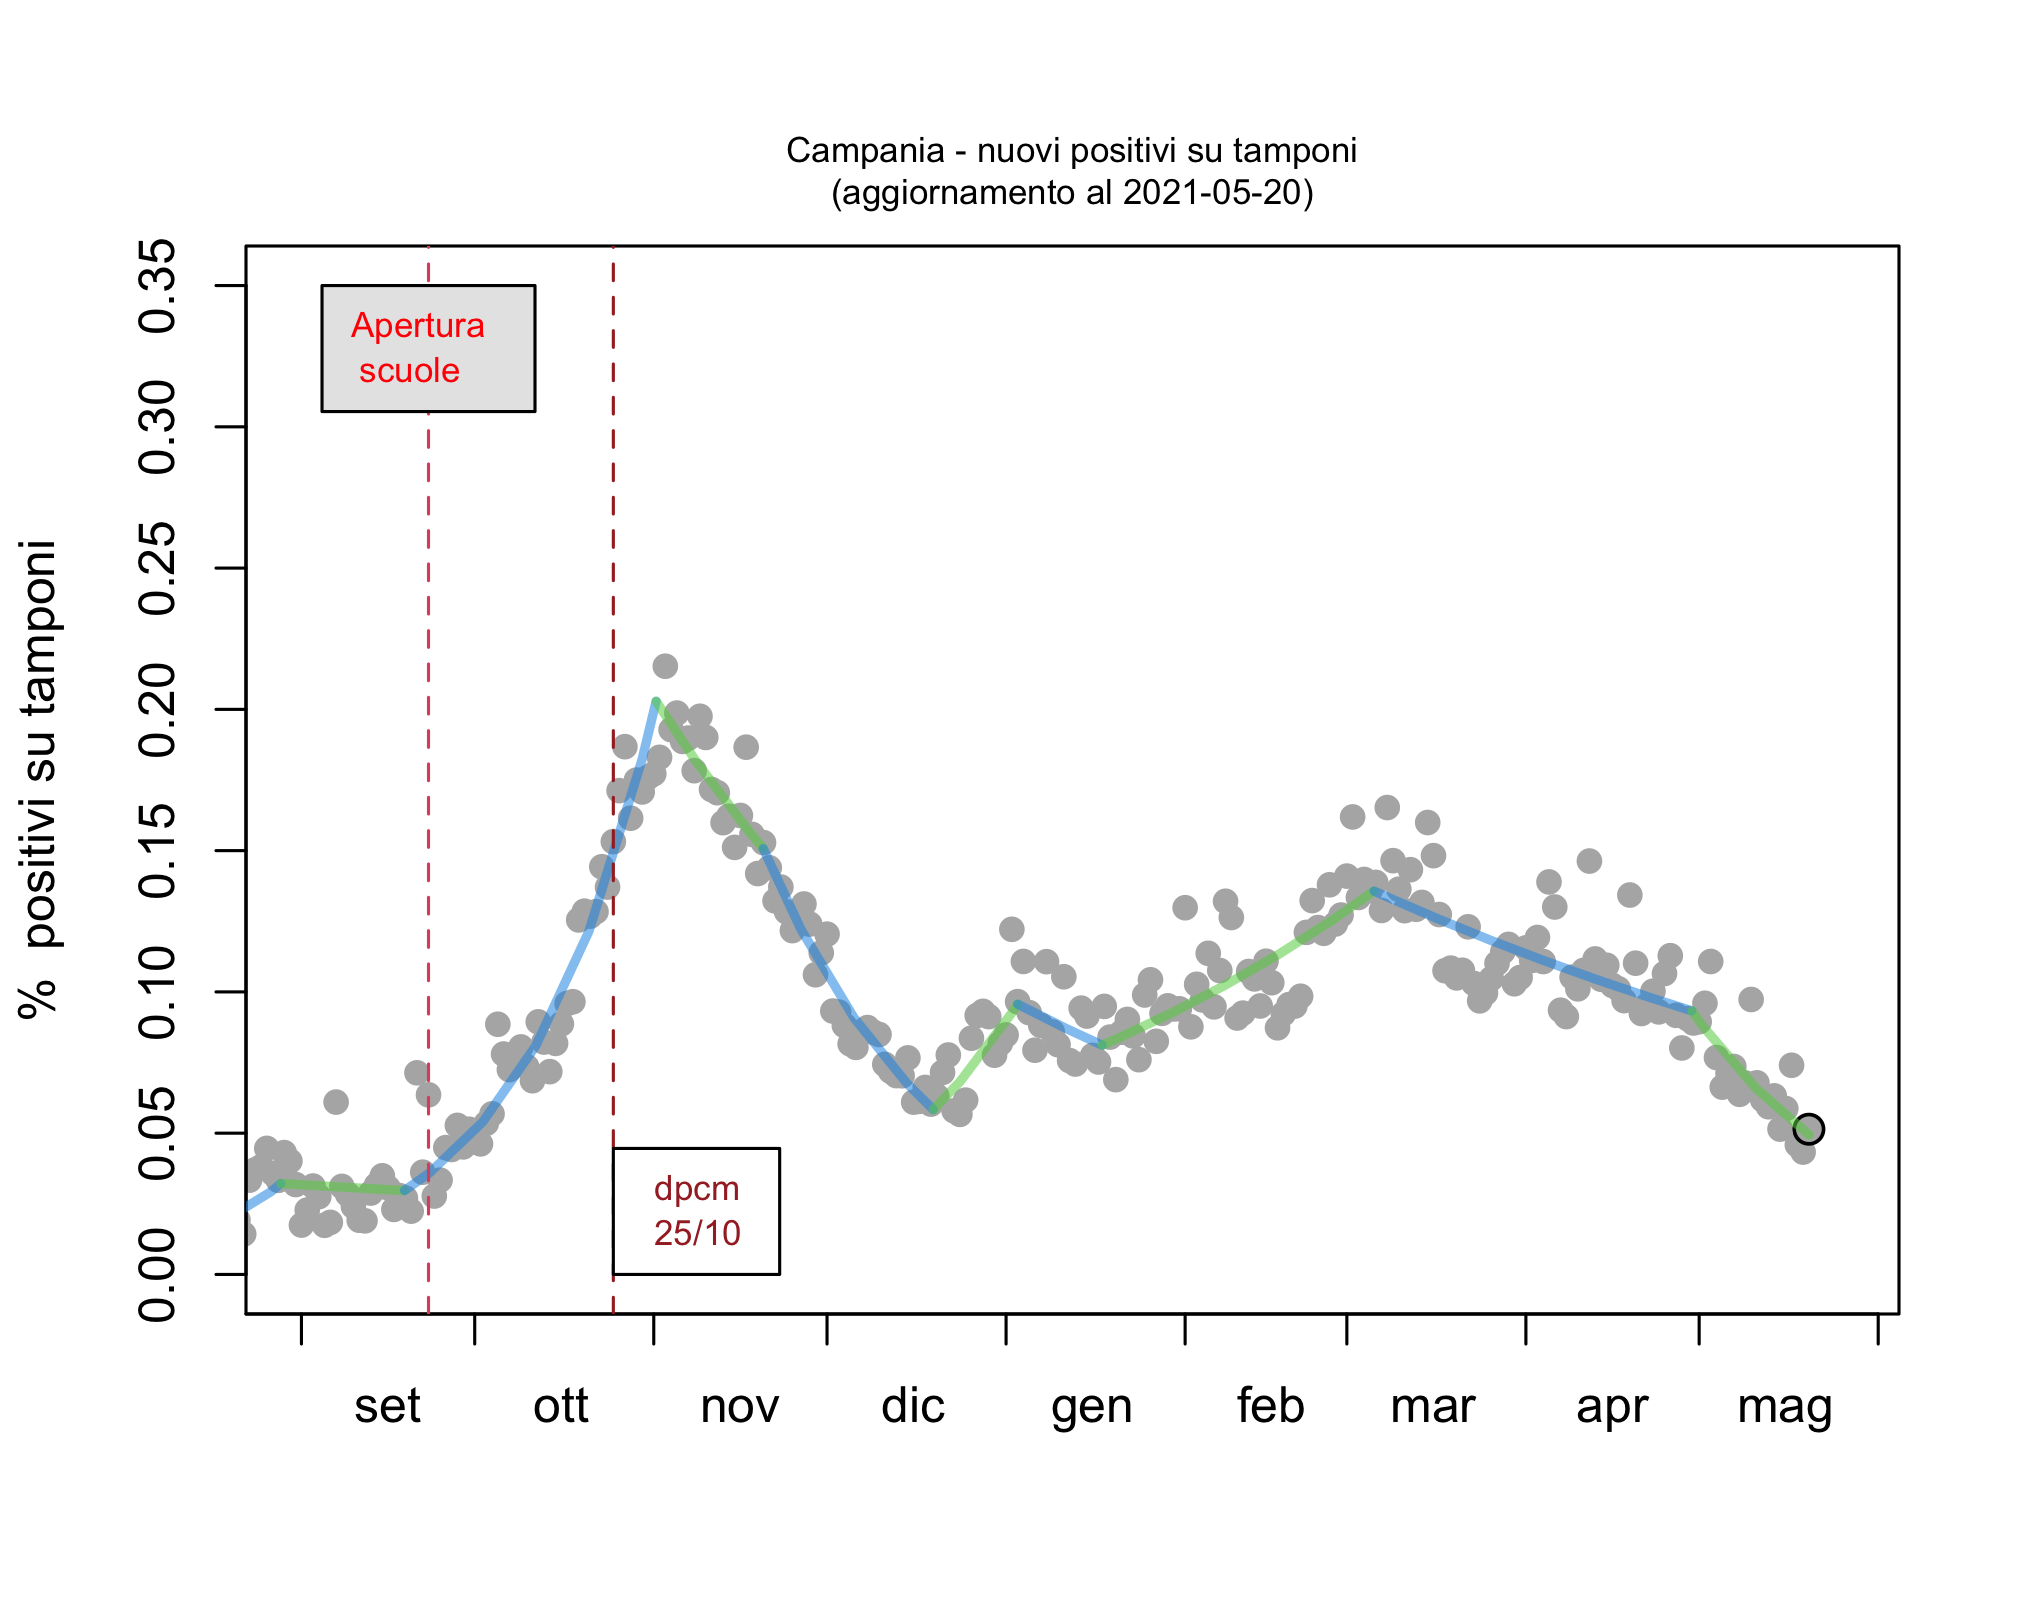 Campania - nuovi positivi su tamponi
(aggiornamento al 2021-05-20)
% positivi su tamponi
0.35
0.30
0.25
0.20
0.15
0.10
0.05
0.00
Apertura
scuole
dpcm
25/10
set ott nov dic gen feb mar apr mag